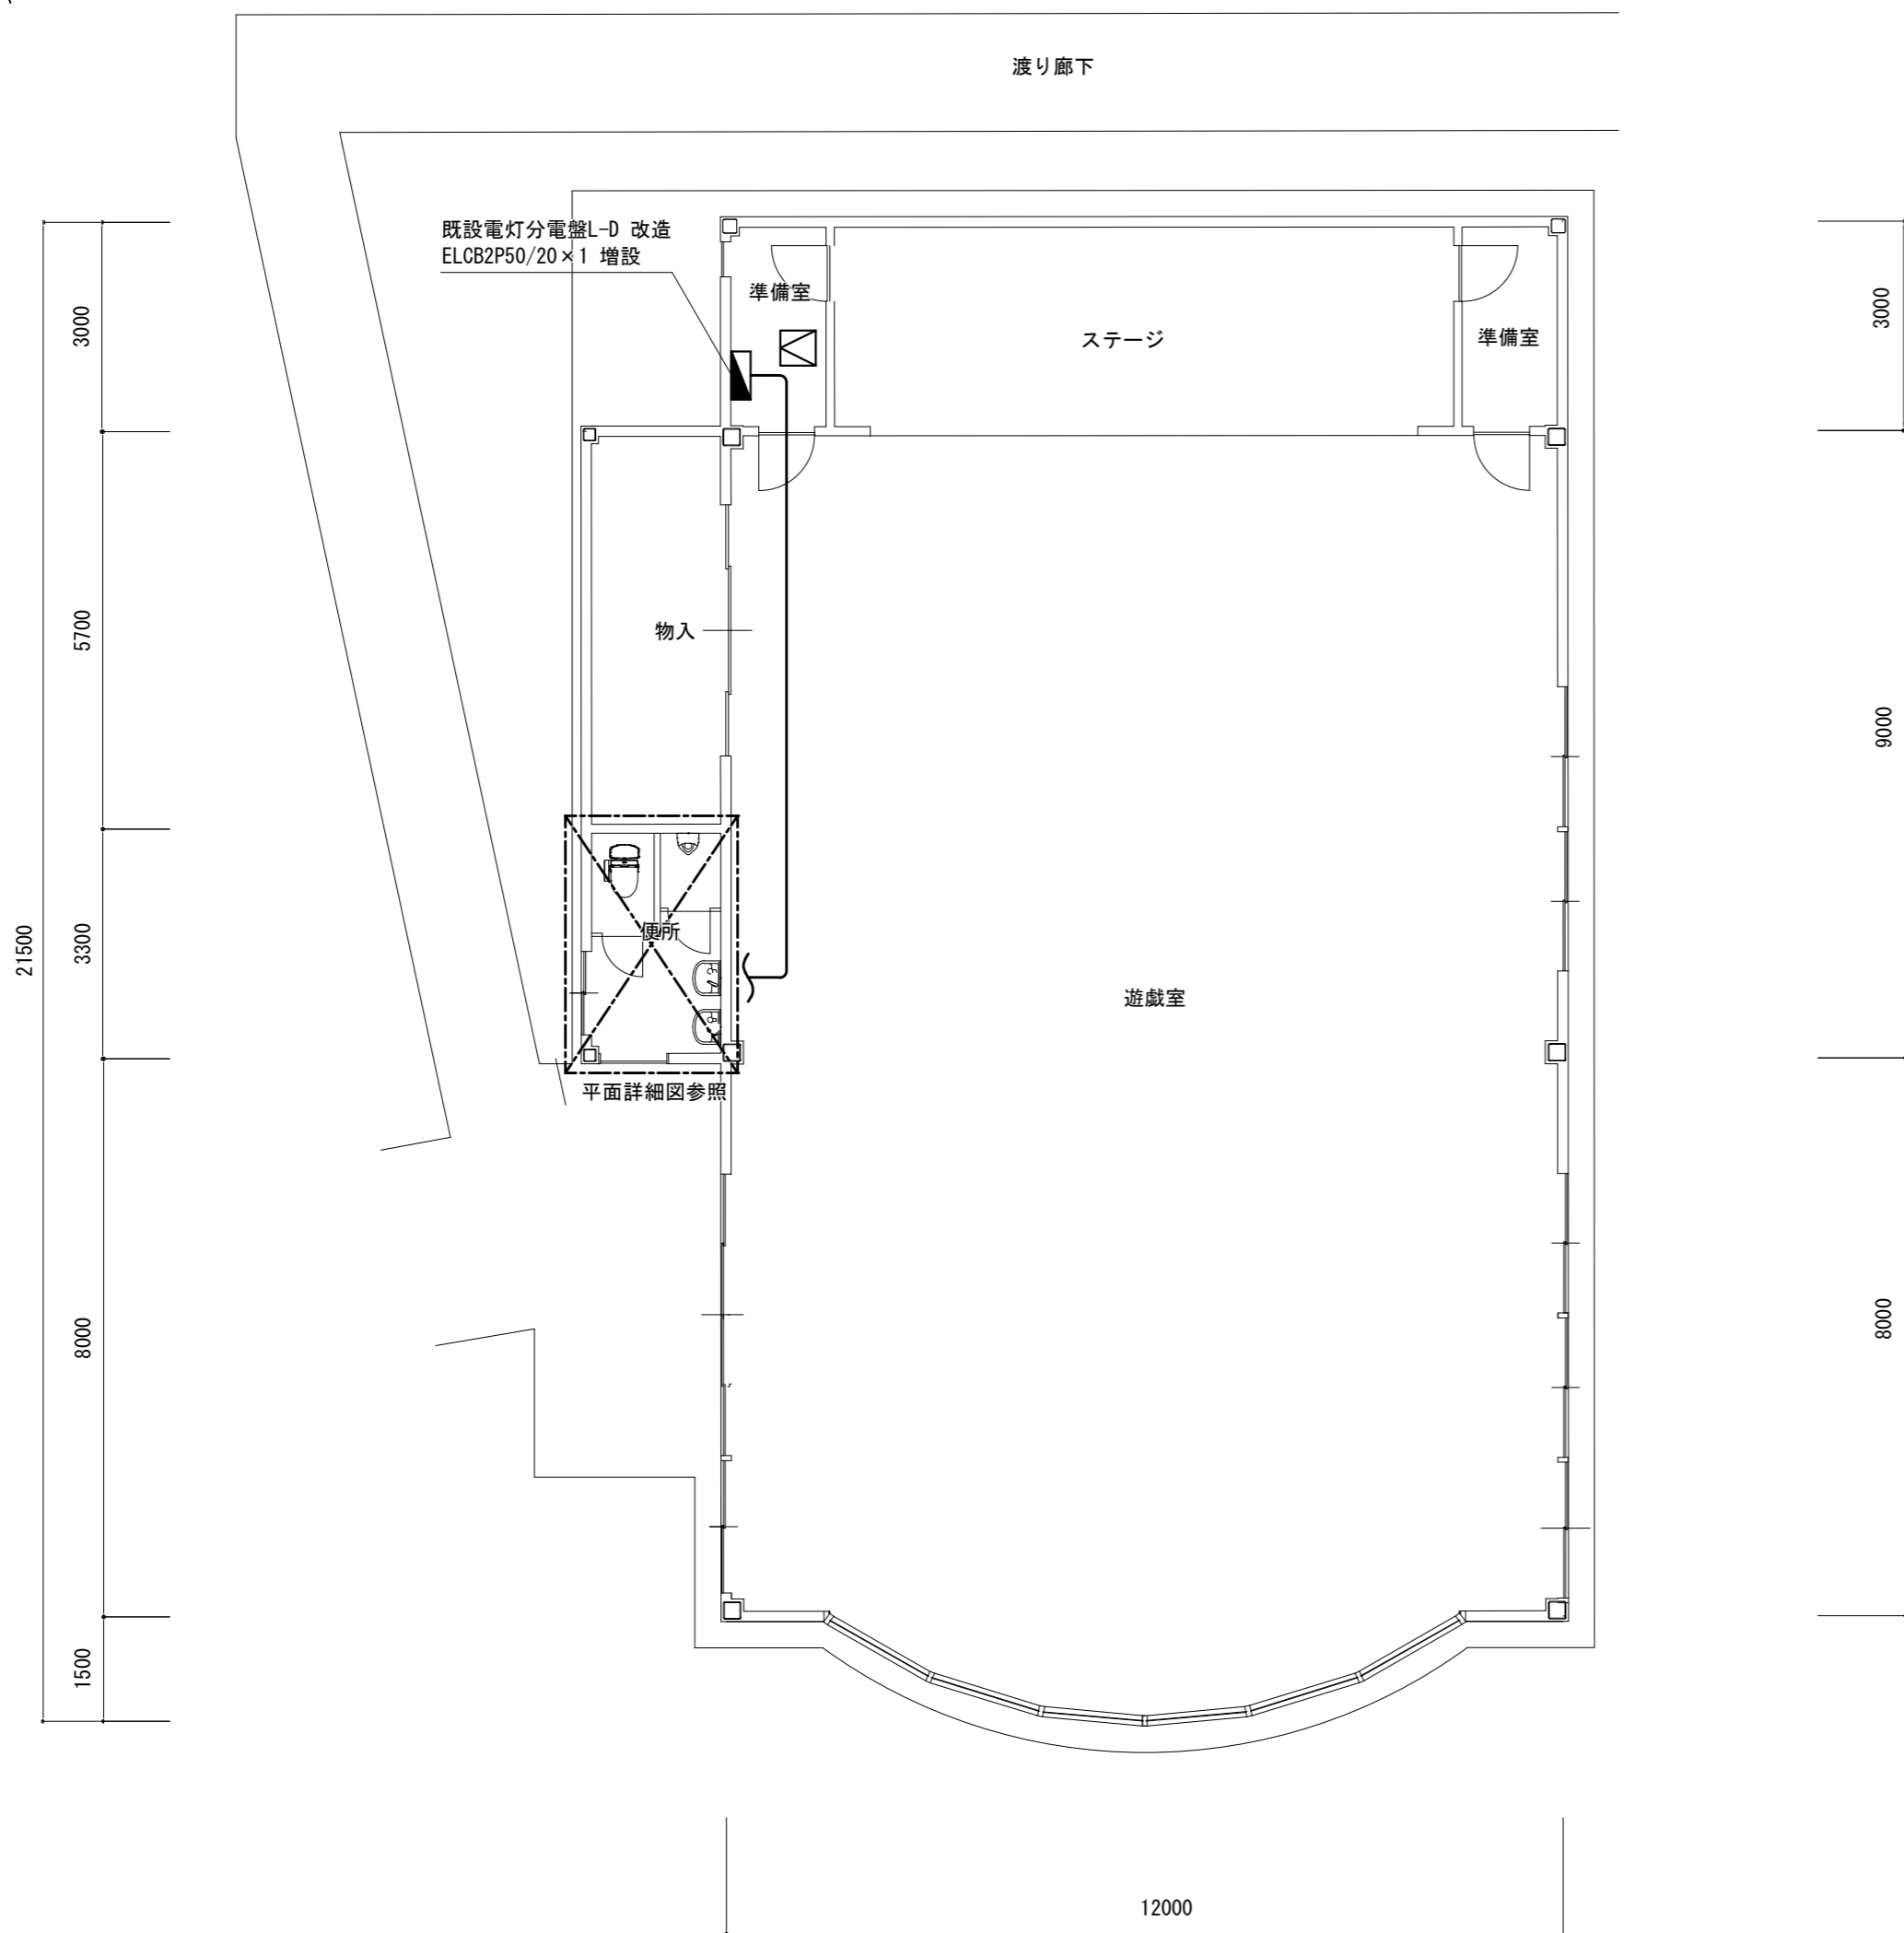 渡り廊下
既設電灯分電盤L-D 改造
ELCB2P50/20×1 増設
準備室
ステージ
準備室
3000
3000
5700
物入
9000
21500
3300
便所
遊戯室
平面詳細図参照
8000
8000
1500
12000